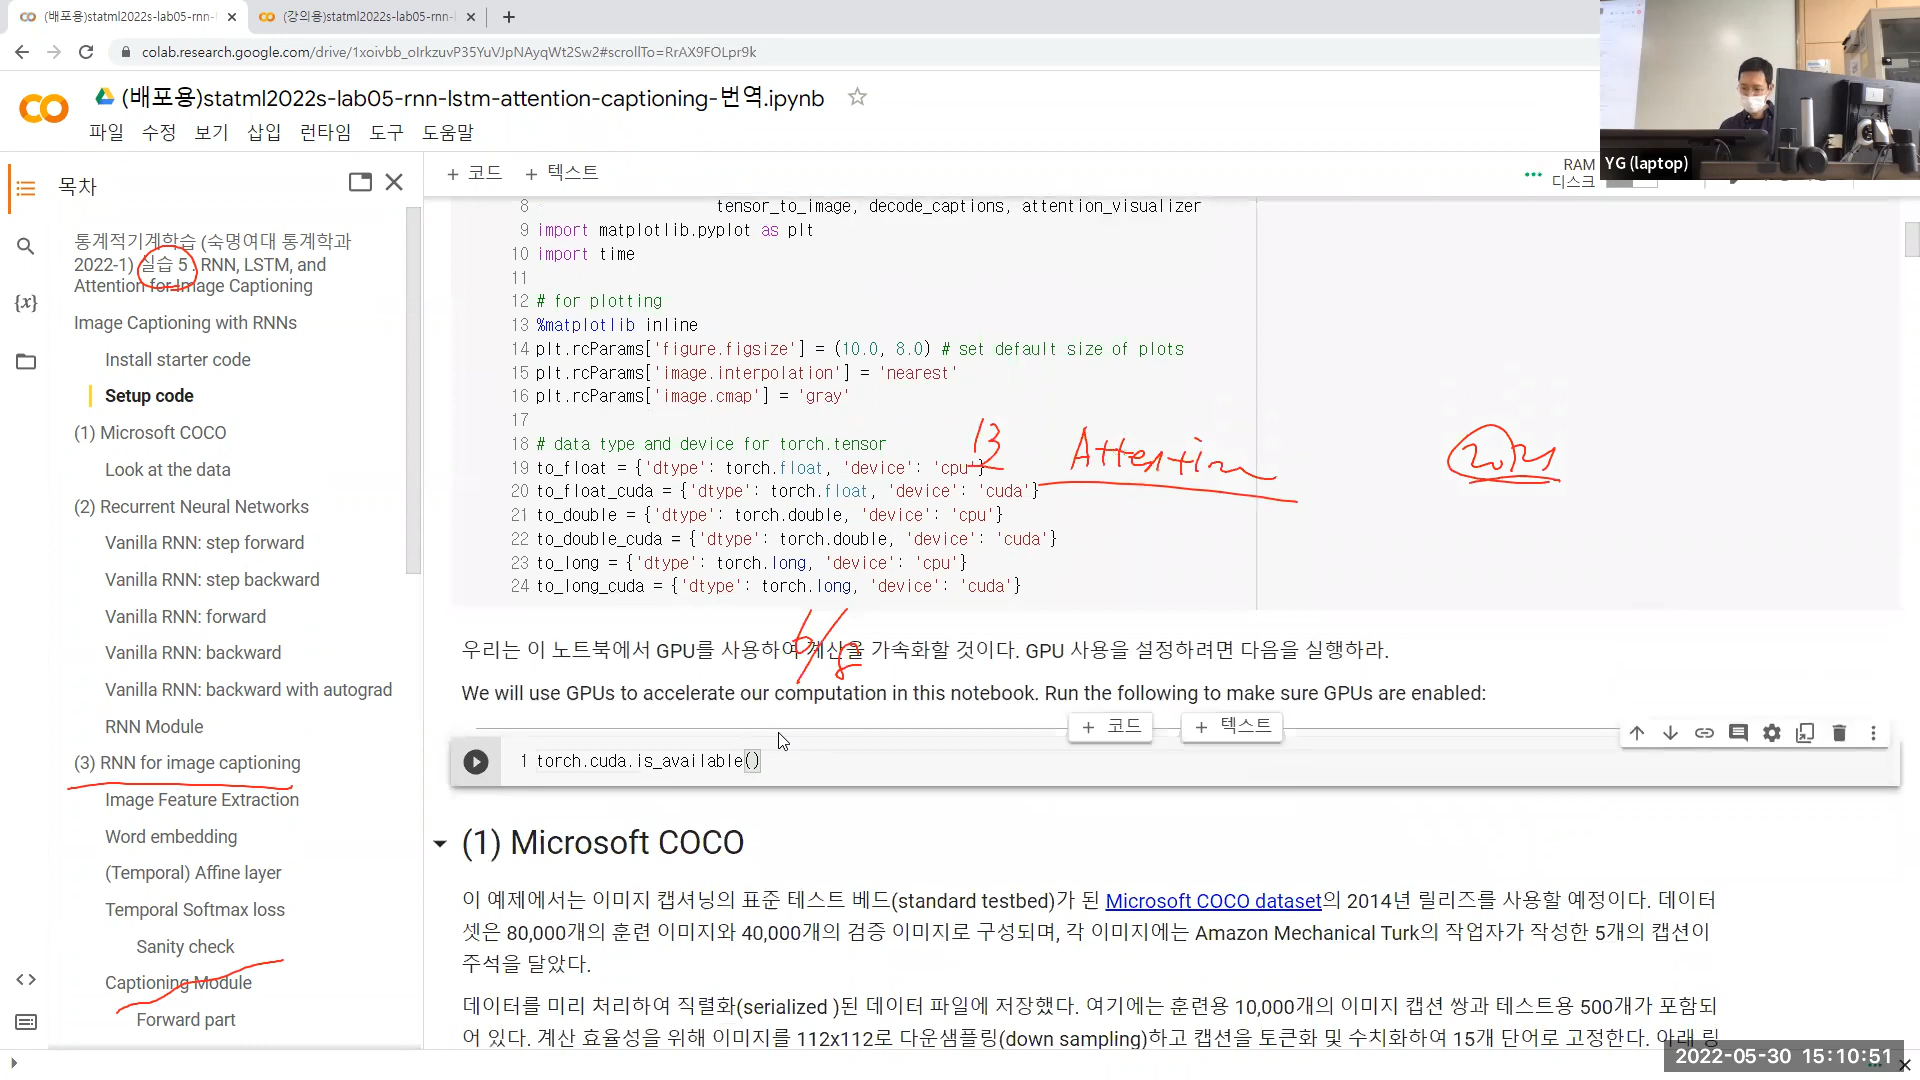 (배포용)statml2022s-lab05-rnn-
(강의용)statml2022s-lab05-rnn-l
colab.research.google.com/drive/1xoivbb_oIrkzuvP35YuVJpNAyqWt2Sw2#scrollTo=RrAX9FOLpr9k
(배포용)statml2022s-lab05-rnn-lstm-attention-captioning-번역.ipynb
파일 수정 보기 삽입 런타임 도구 도움말
YG (laptop)
목차
+ 코드 + 텍스트
RAM
디스크
통계적기계학습 (숙명여대 통계학과
2022-1) 실습 5 : RNN, LSTM, and
Attention for Image Captioning
Image Captioning with RNNs
Install starter code
Setup code
(1) Microsoft COCO
Look at the data
(2) Recurrent Neural Networks
Vanilla RNN: step forward
Vanilla RNN: step backward
Vanilla RNN: forward
Vanilla RNN: backward
Vanilla RNN: backward with autograd
RNN Module
(3) RNN for image captioning
Image Feature Extraction
Word embedding
(Temporal) Affine layer
Temporal Softmax loss
Sanity check
Captioning Module
Forward part
8 tensor_to_image, decode_captions, attention_visualizer
9 import matplotlib.pyplot as plt
10 import time
11
12 # for plotting
13 %matplotlib inline
14 plt.rcParams['figure.figsize'] = (10.0, 8.0) # set default size of plots
15 plt.rcParams['image.interpolation'] = 'nearest'
16 plt.rcParams['image.cmap'] = 'gray'
17
18 # data type and device for torch.tensor
19 to_float = {'dtype': torch.float, 'device': 'cpu'}
20 to_float_cuda = {'dtype': torch.float, 'device': 'cuda'}
21 to_double = {'dtype': torch.double, 'device': 'cpu'}
22 to_double_cuda = {'dtype': torch.double, 'device': 'cuda'}
23 to_long = {'dtype': torch.long, 'device': 'cpu'}
24 to_long_cuda = {'dtype': torch.long, 'device': 'cuda'}
13 Attention
6/8
우리는 이 노트북에서 GPU를 사용하여 계산을 가속화할 것이다. GPU 사용을 설정하려면 다음을 실행하라.
We will use GPUs to accelerate our computation in this notebook. Run the following to make sure GPUs are enabled:
+ 코드 + 텍스트
1 torch.cuda.is_available()
(1) Microsoft COCO
이 예제에서는 이미지 캡셔닝의 표준 테스트 베드(standard testbed)가 된 Microsoft COCO dataset의 2014년 릴리즈를 사용할 예정이다. 데이터
셋은 80,000개의 훈련 이미지와 40,000개의 검증 이미지로 구성되며, 각 이미지에는 Amazon Mechanical Turk의 작업자가 작성한 5개의 캡션이
주석을 달았다.
데이터를 미리 처리하여 직렬화(serialized )된 데이터 파일에 저장했다. 여기에는 훈련용 10,000개의 이미지 캡션 쌍과 테스트용 500개가 포함되
어 있다. 계산 효율성을 위해 이미지를 112x112로 다운샘플링(down sampling)하고 캡션을 토큰화 및 수치화하여 15개 단어로 고정한다. 아래 링
2022-05-30 15:10:51